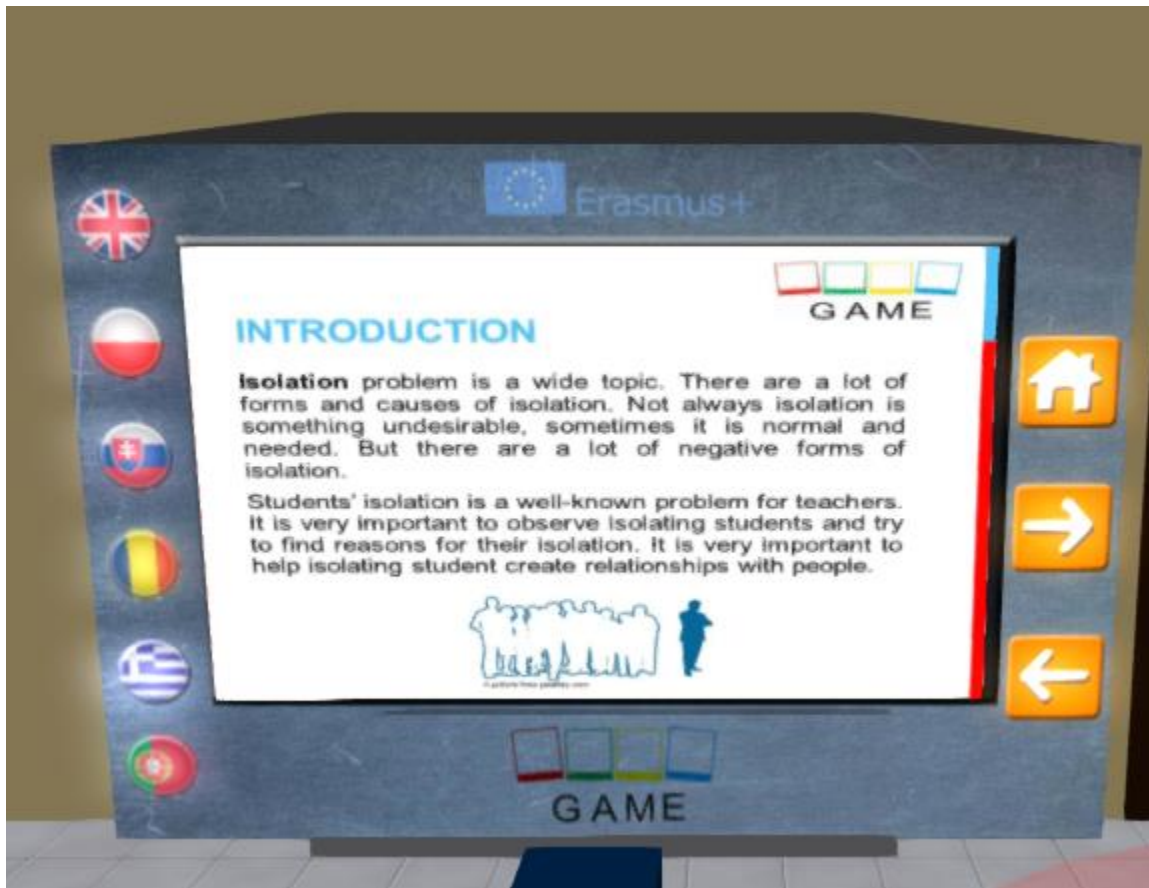 Erasmus+
GAME
INTRODUCTION
Isolation problem is a wide topic. There are a lot of
forms and causes of isolation. Not always isolation is
something undesirable, sometimes it is normal and
needed. But there are a lot of negative forms of
isolation.
Students' isolation is a well-known problem for teachers.
It is very important to observe isolating students and try
to find reasons for their isolation. It is very important to
help isolating student create relationships with people.
GAME